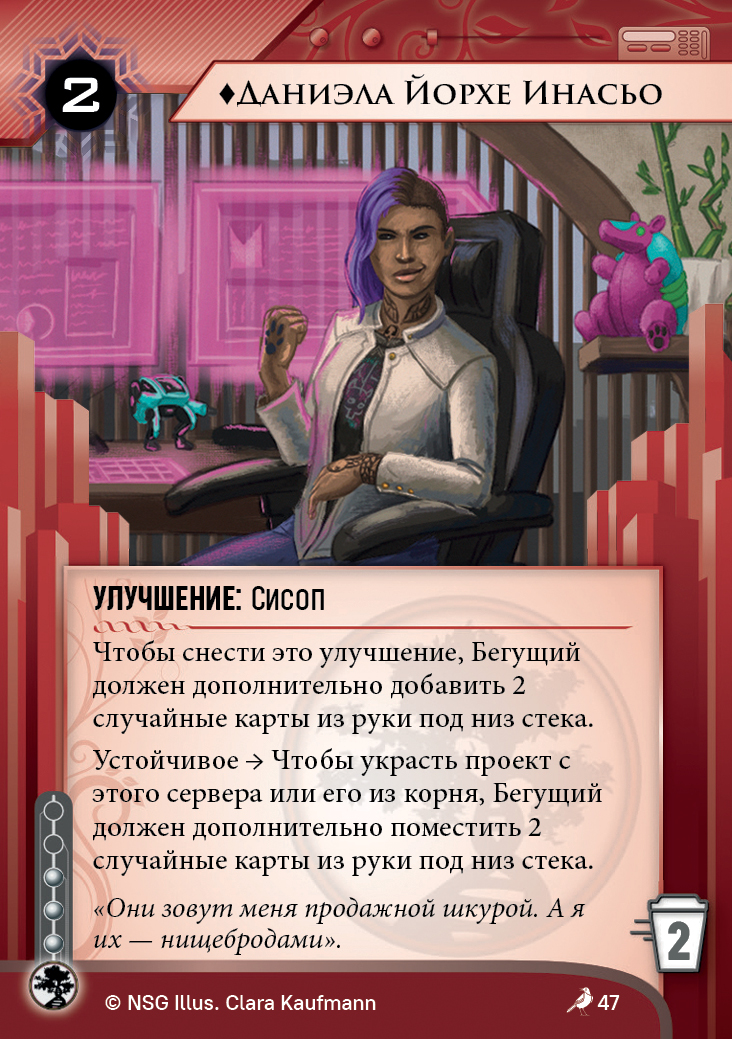 2
♦Даниэла Йорхе Инасьо
УЛУЧШЕНИЕ: Сисоп
Чтобы снести это улучшение, Бегущий
должен дополнительно добавить 2
случайные карты из руки под низ стека.
Устойчивое → Чтобы украсть проект с
этого сервера или его из корня, Бегущий
должен дополнительно поместить 2
случайные карты из руки под низ стека.
«Они зовут меня продажной шкурой. А я
их — нищебродами».
2
© NSG Illus. Clara Kaufmann
47